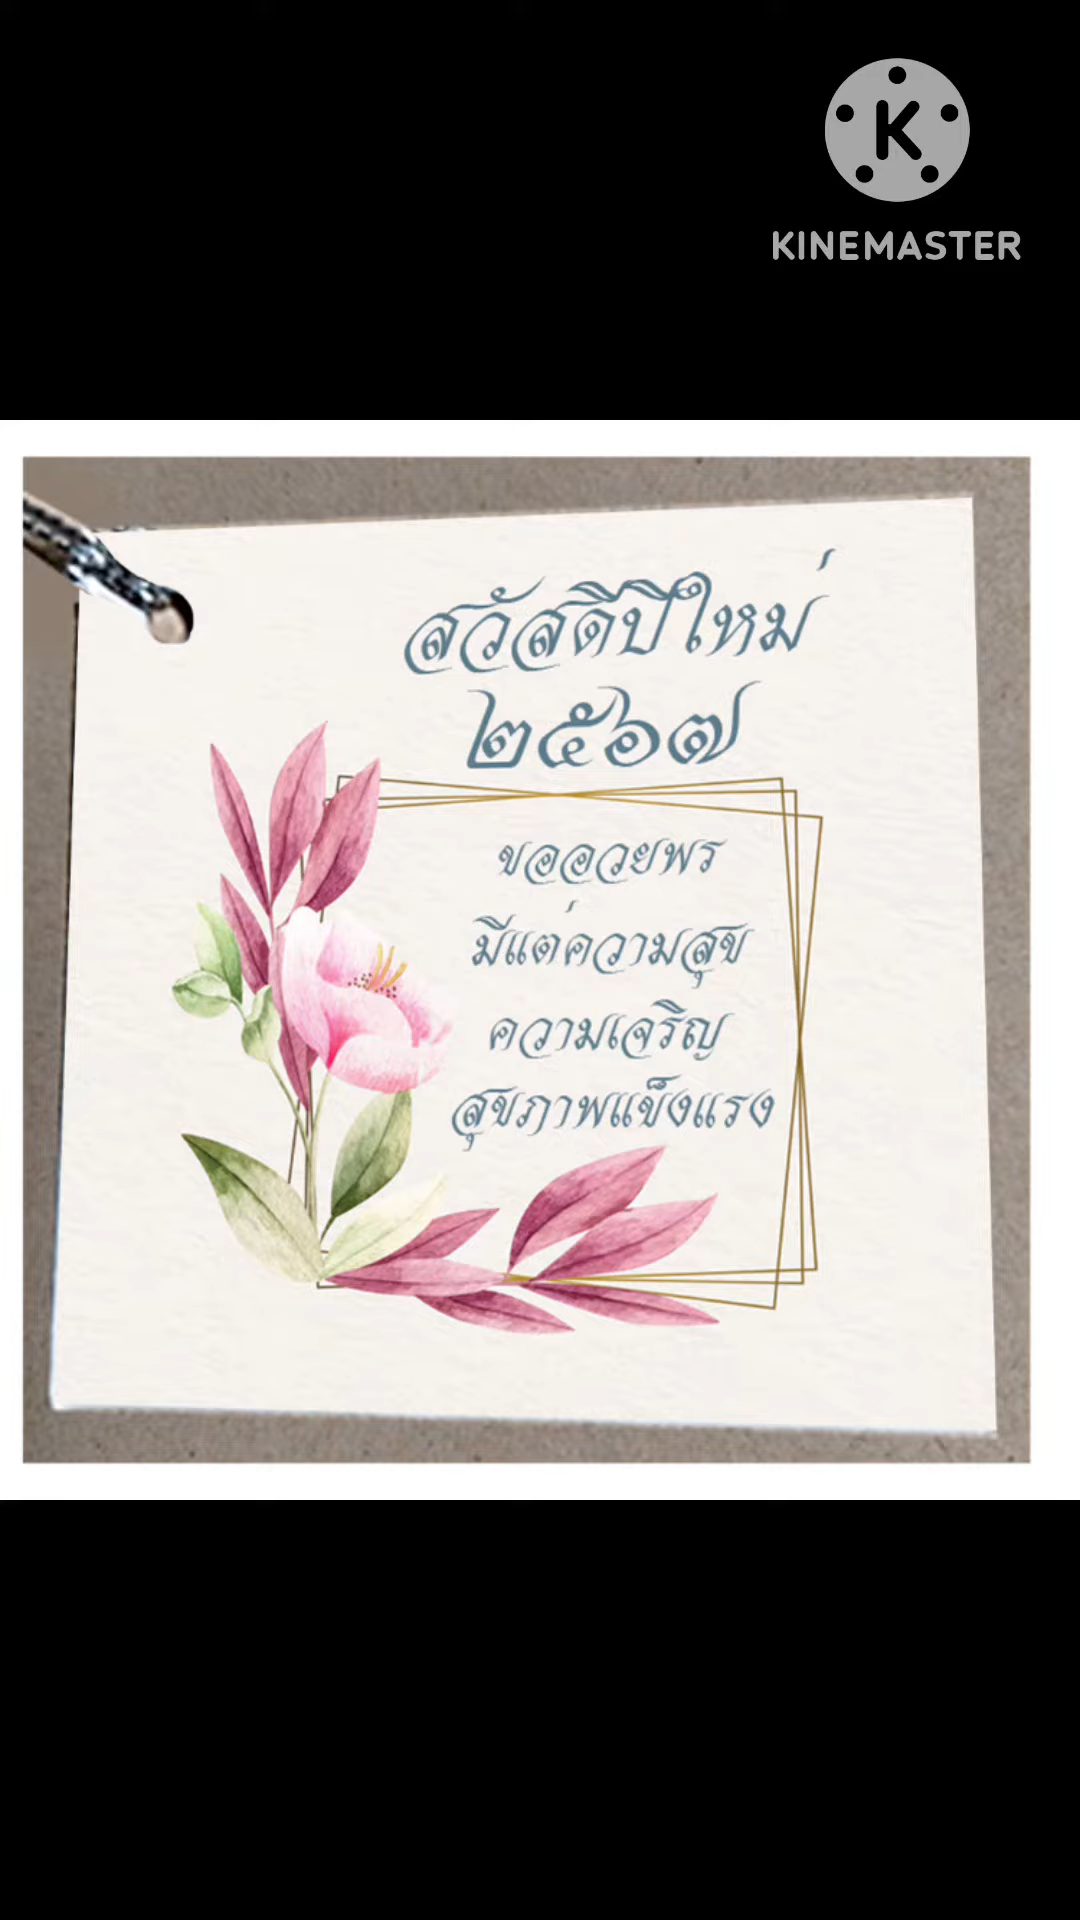 KINEMASTER
สวัสดีปีใหม่
๒๕๖๗
ขออวยพร
มีแต่ความสุข
ความเจริญ
สุขภาพแข็งแรง